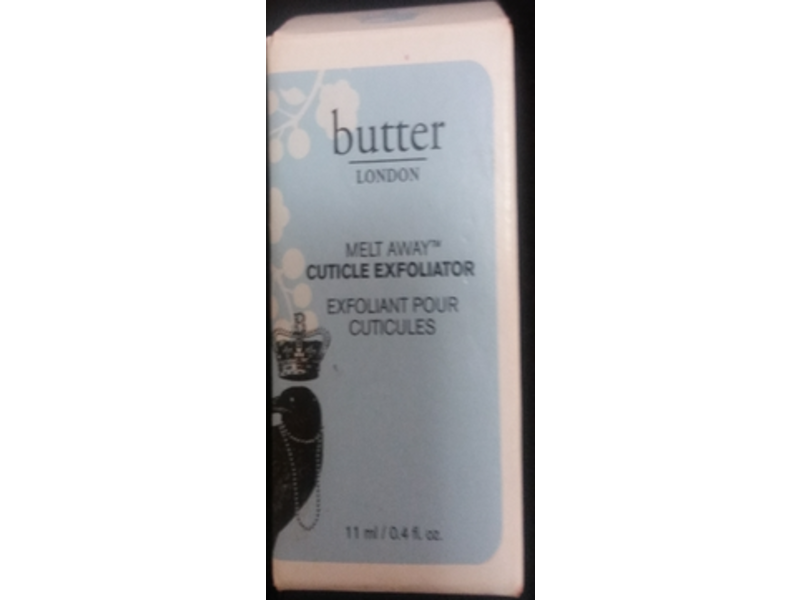 butter
LONDON
MELT AWAY™
CUTICLE EXFOLIATOR
EXFOLIANT POUR
CUTICULES
11 ml / 0.4 fl. oz.